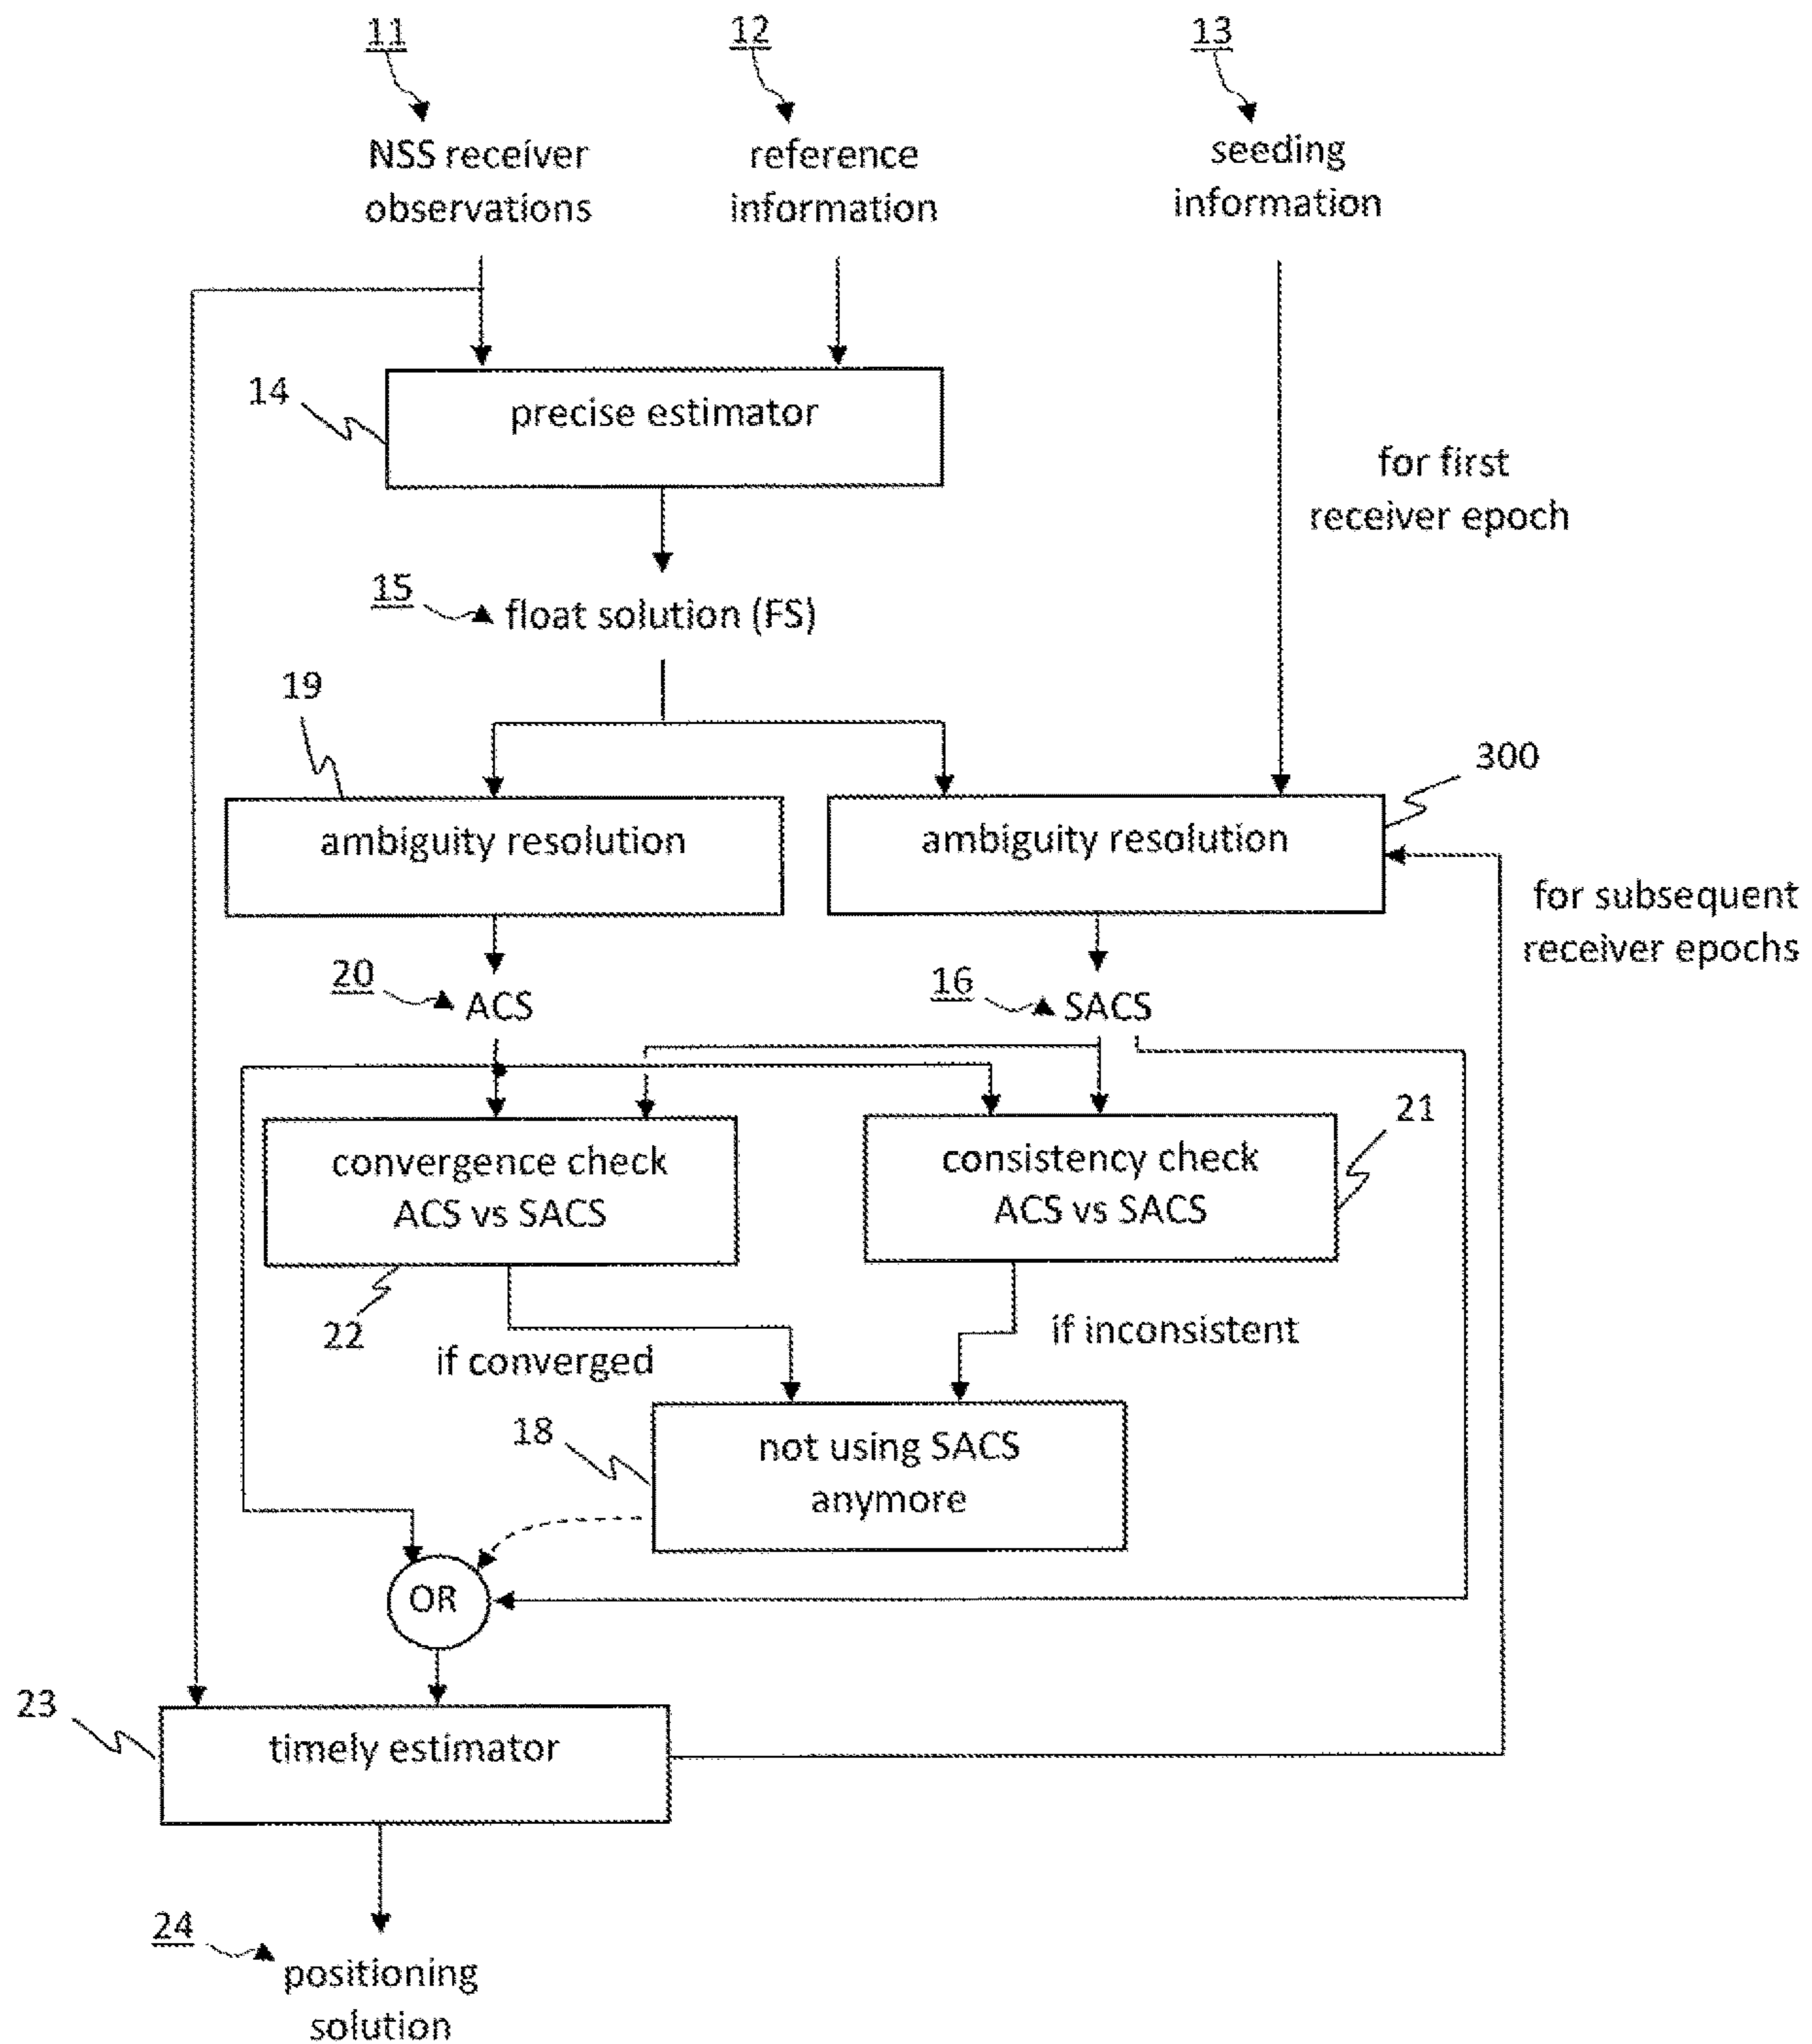 11
12
13
NSS receiver
observations
reference
information
seeding
information
14
precise estimator
for first
receiver epoch
15
float solution (FS)
19
300
ambiguity resolution
ambiguity resolution
for subsequent
receiver epochs
20
ACS
16
SACS
21
convergence check
ACS vs SACS
consistency check
ACS vs SACS
22
if converged
if inconsistent
18
not using SACS
anymore
OR
23
timely estimator
24
positioning
solution